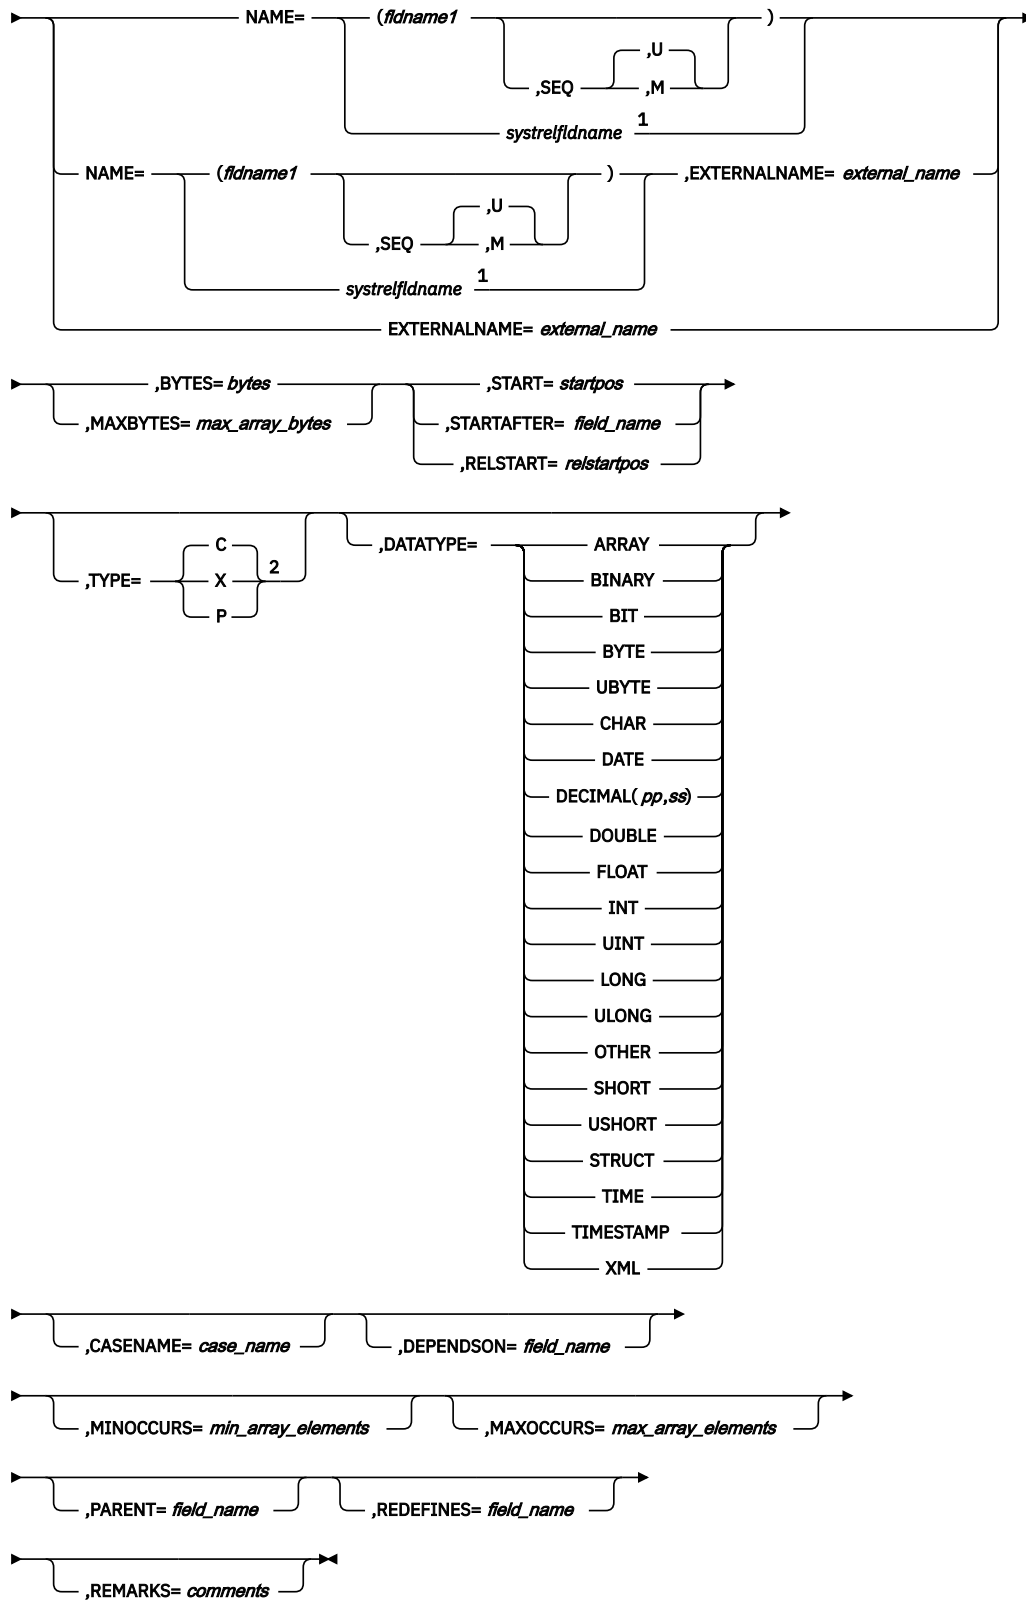 NAME= (fldname1 )
,U
,SEQ ,M
systrelfldname 1
NAME= (fldname1 ) ,EXTERNALNAME= external_name
,U
,SEQ ,M
systrelfldname 1
EXTERNALNAME= external_name
,BYTES= bytes ,START= startpos
,MAXBYTES= max_array_bytes ,STARTAFTER= field_name
,RELSTART= relstartpos
C ,DATATYPE= ARRAY
,TYPE= X 2 BINARY
P BIT
BYTE
UBYTE
CHAR
DATE
DECIMAL( pp,ss)
DOUBLE
FLOAT
INT
UINT
LONG
ULONG
OTHER
SHORT
USHORT
STRUCT
TIME
TIMESTAMP
XML
,CASENAME= case_name ,DEPENDSON= field_name
,MINOCCURS= min_array_elements ,MAXOCCURS= max_array_elements
,PARENT= field_name ,REDEFINES= field_name
,REMARKS= comments